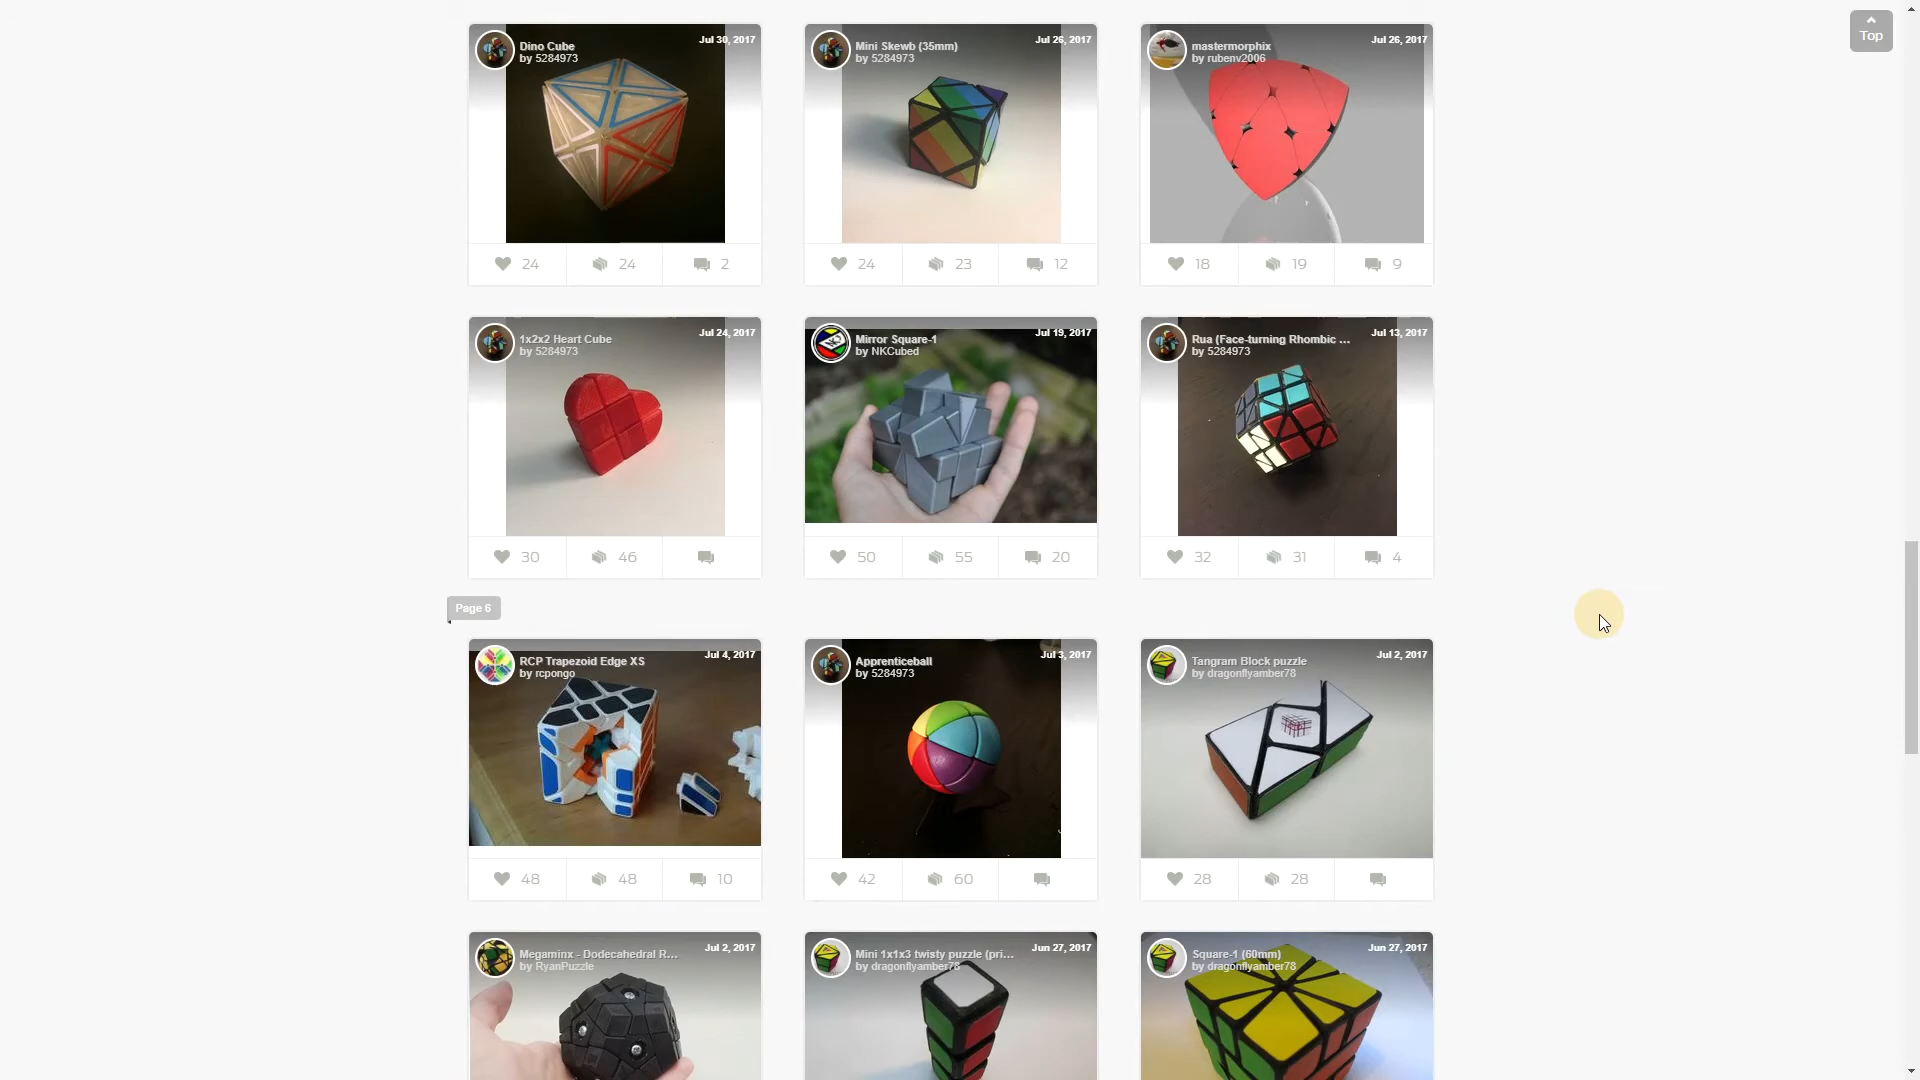 Top
Dino Cube
by 5284973
Jul 30, 2017
24
24
2
Mini Skewb (35mm)
by 5284973
Jul 26, 2017
24
23
12
mastermorphix
by rubenv2006
Jul 26, 2017
18
19
9
1x2x2 Heart Cube
by 5284973
Jul 24, 2017
30
46
Mirror Square-1
by NKCubed
Jul 19, 2017
50
55
20
Rua (Face-turning Rhombic ...
by 5284973
Jul 13, 2017
32
31
4
Page 6
RCP Trapezoid Edge XS
by rcpongo
Jul 4, 2017
48
48
10
Apprenticeball
by 5284973
Jul 3, 2017
42
60
Tangram Block puzzle
by dragonflyamber78
Jul 2, 2017
28
28
Megaminx - Dodecahedral R...
by RyanPuzzle
Jul 2, 2017
Mini 1x1x3 twisty puzzle (pri...
by dragonflyamber78
Jun 27, 2017
Square-1 (60mm)
by dragonflyamber78
Jun 27, 2017